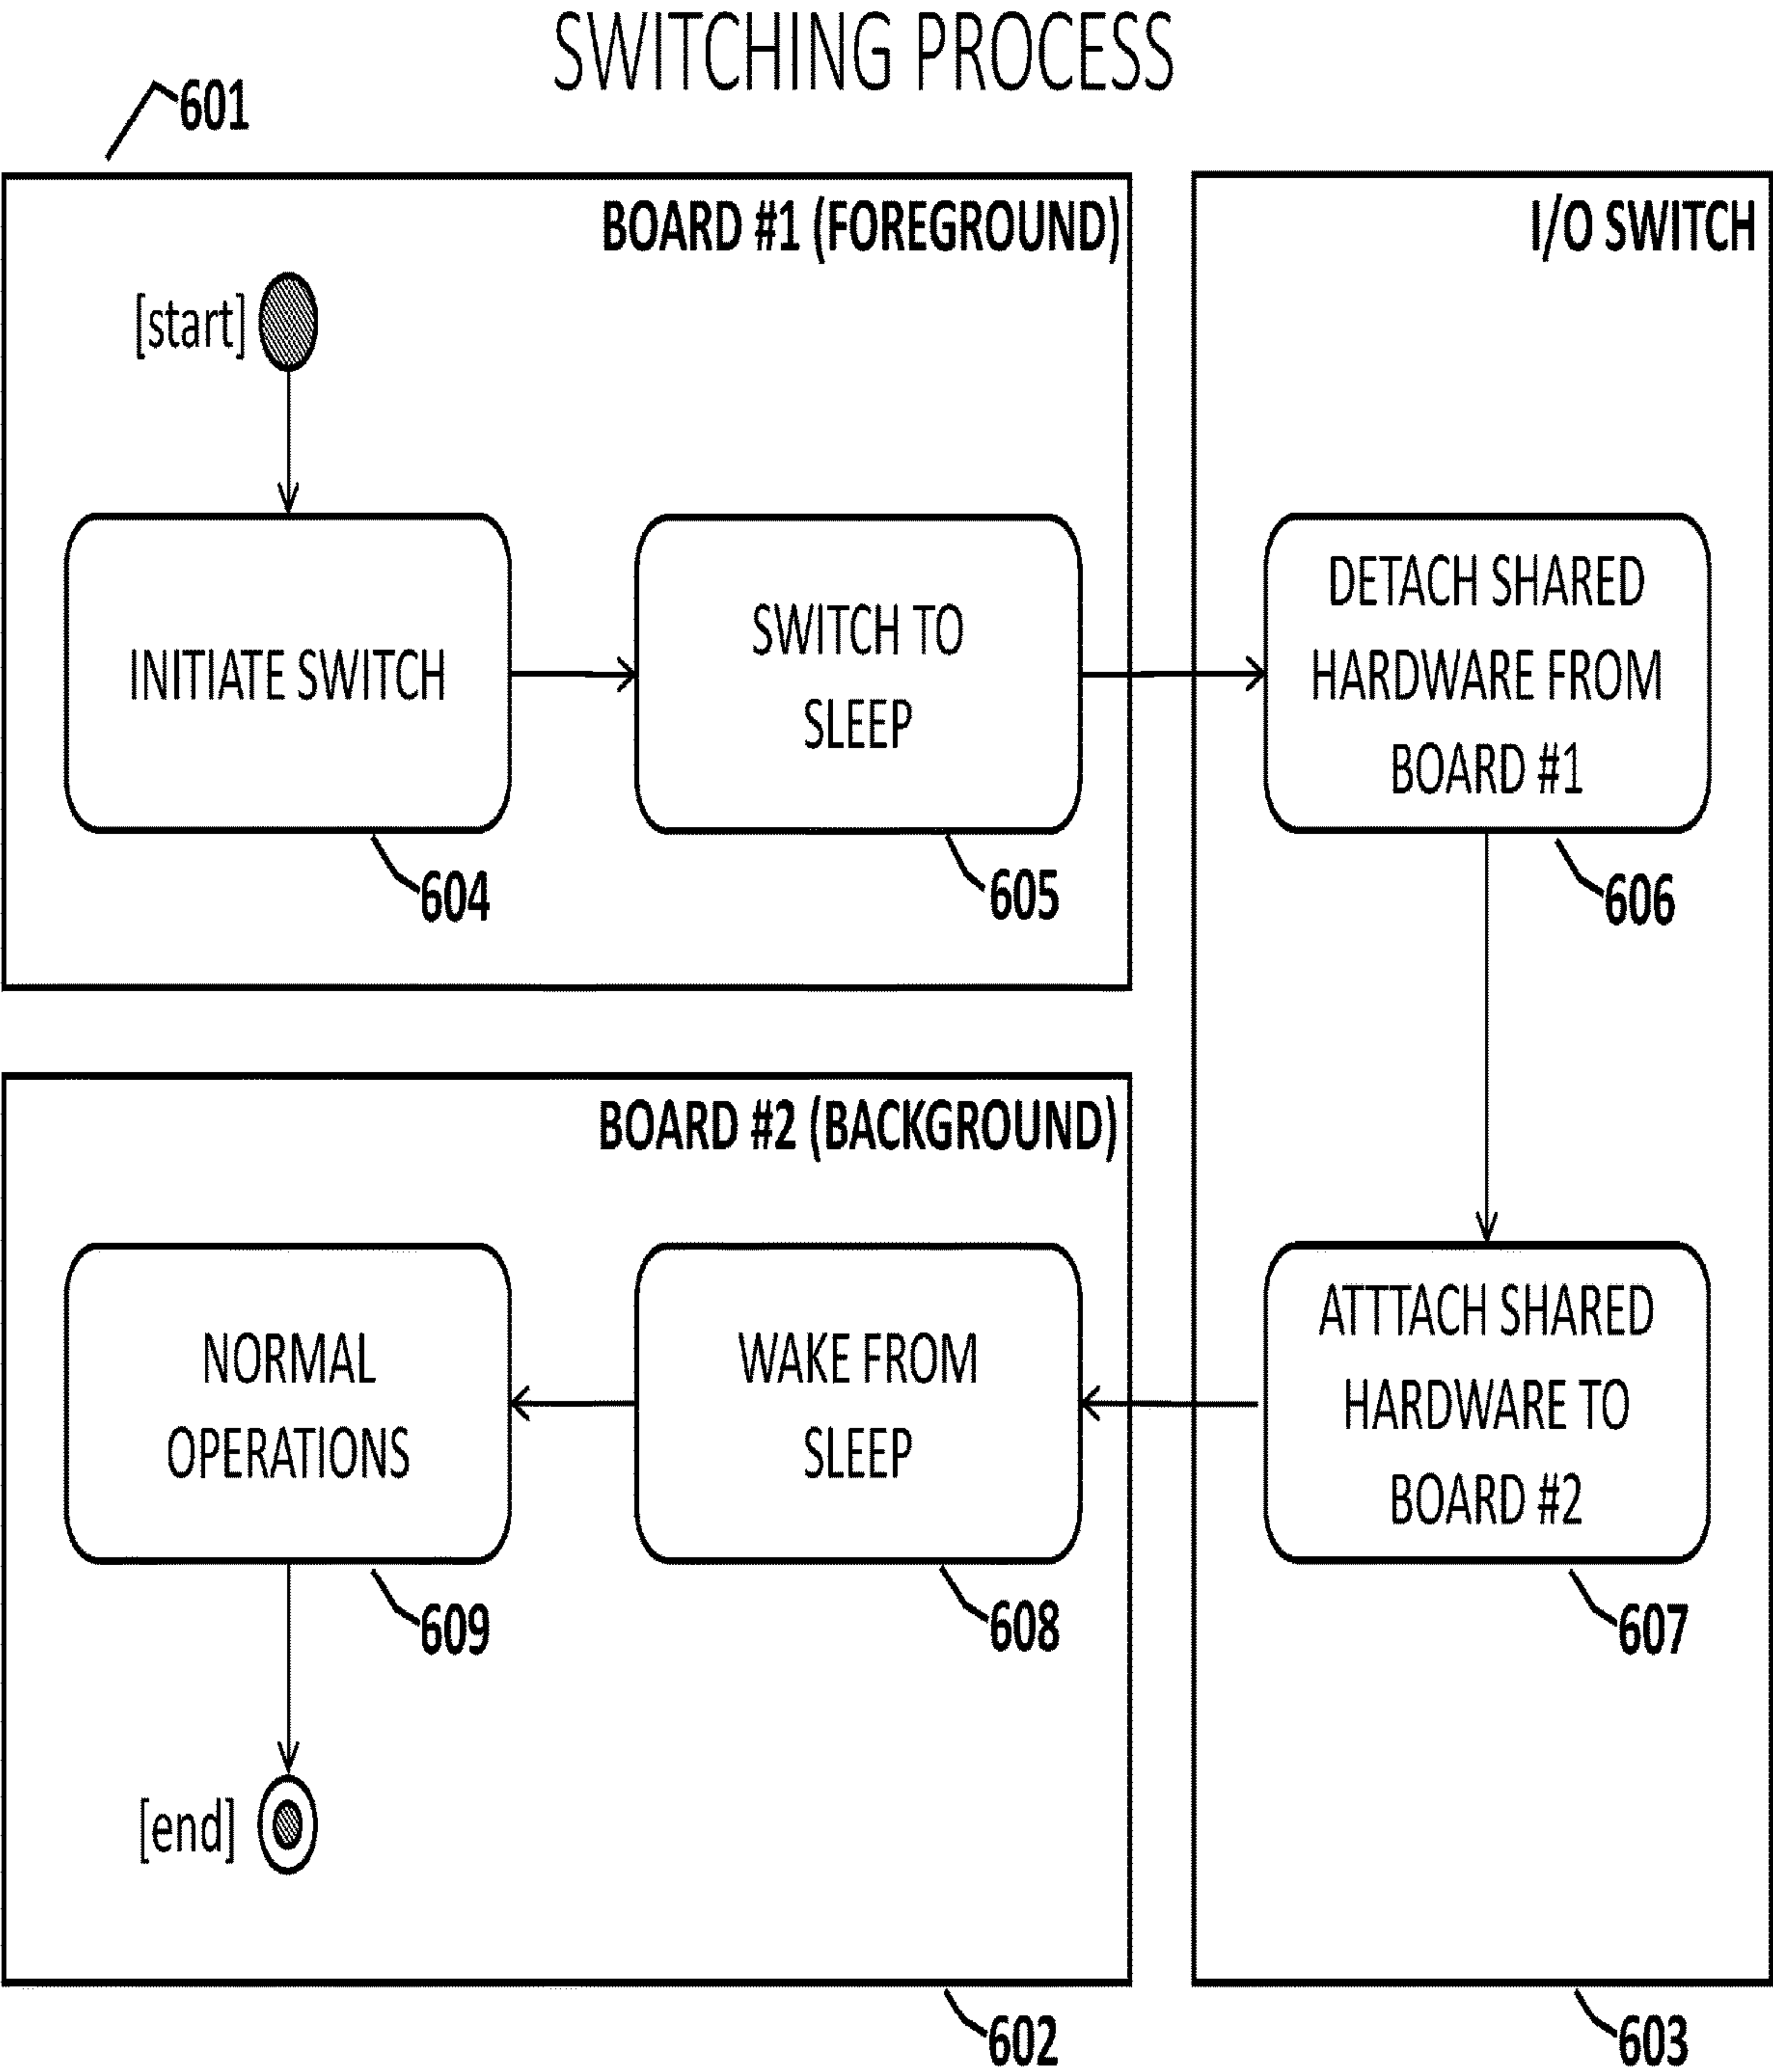 SWITCHING PROCESS
601
BOARD #1 (FOREGROUND)
I/O SWITCH
[start]
INITIATE SWITCH
SWITCH TO
SLEEP
DETACH SHARED
HARDWARE FROM
BOARD #1
604
605
606
BOARD #2 (BACKGROUND)
NORMAL
OPERATIONS
WAKE FROM
SLEEP
ATTTACH SHARED
HARDWARE TO
BOARD #2
609
608
607
[end]
602
603